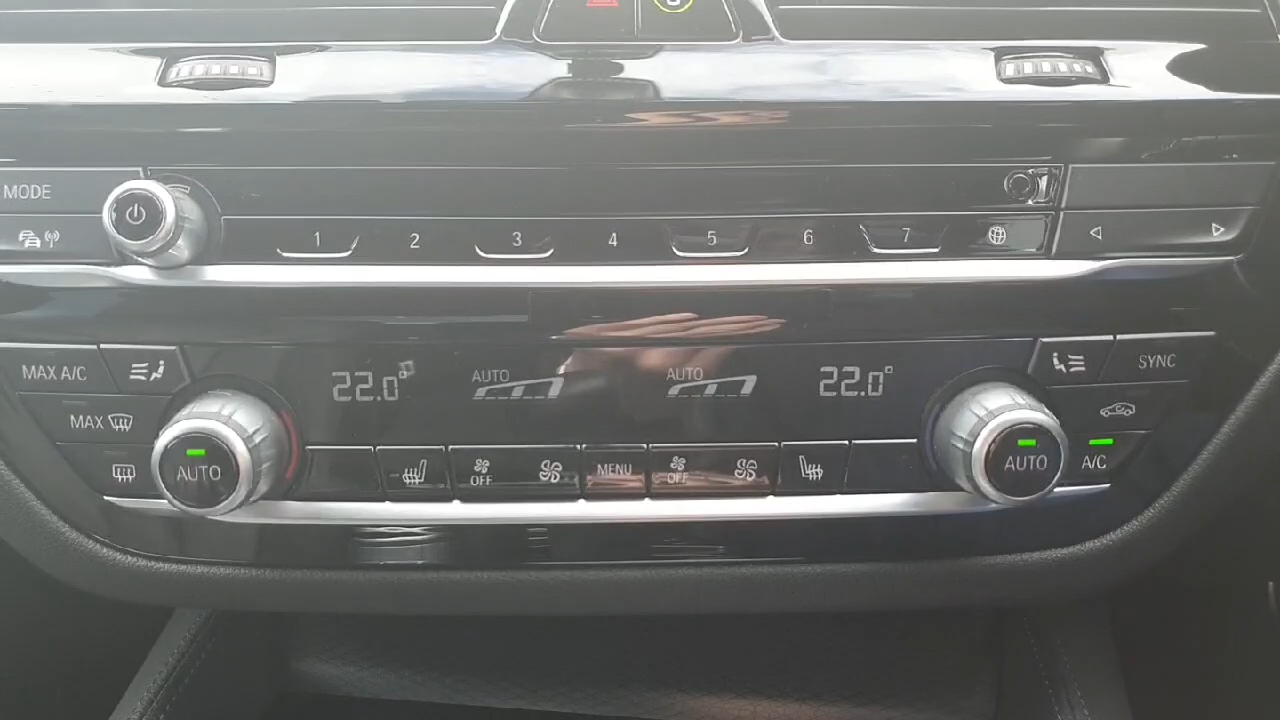 MODE
1 2 3 4 5 6 7
MAX A/C
SYNC
22.0°
AUTO
AUTO
22.0°
MAX
AUTO
OFF
MENU
OFF
AUTO
A/C